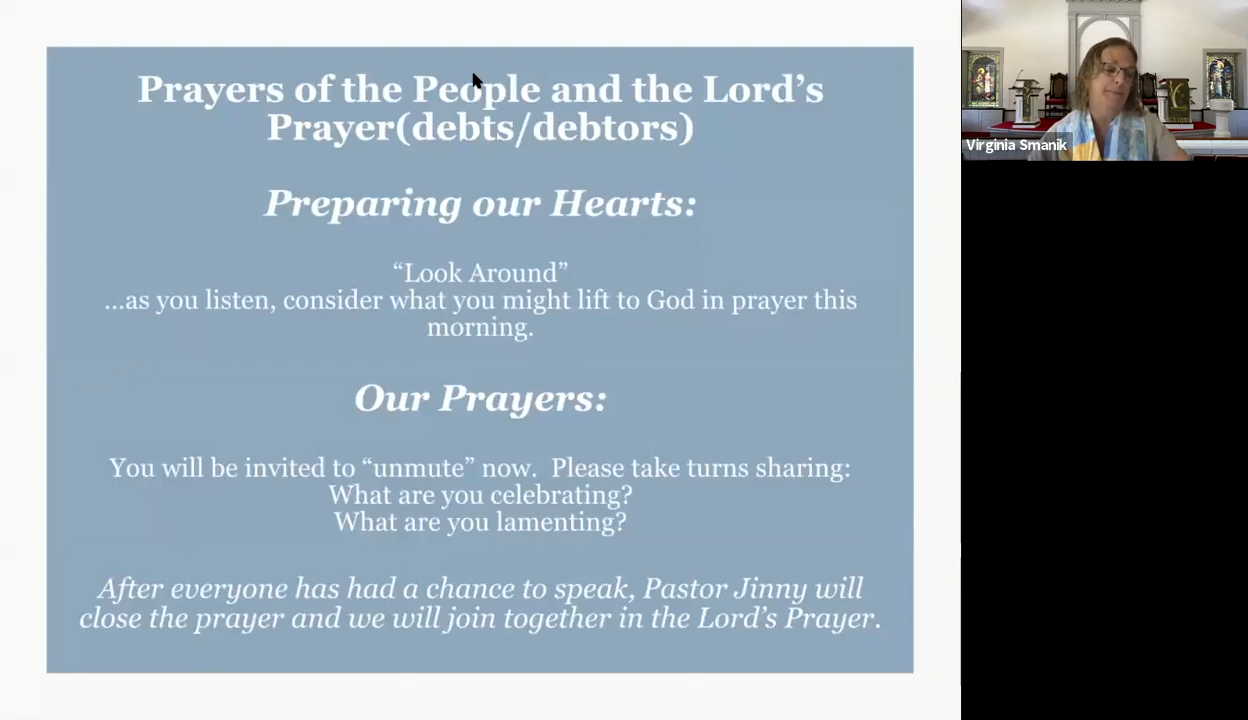 Prayers of the People and the Lord’s
Prayer(debts/debtors)
Preparing our Hearts:
“Look Around”
...as you listen, consider what you might lift to God in prayer this
morning.
Our Prayers:
You will be invited to “unmute” now.  Please take turns sharing:
What are you celebrating?
What are you lamenting?
After everyone has had a chance to speak, Pastor Jinny will
close the prayer and we will join together in the Lord’s Prayer.
Virginia Smanik